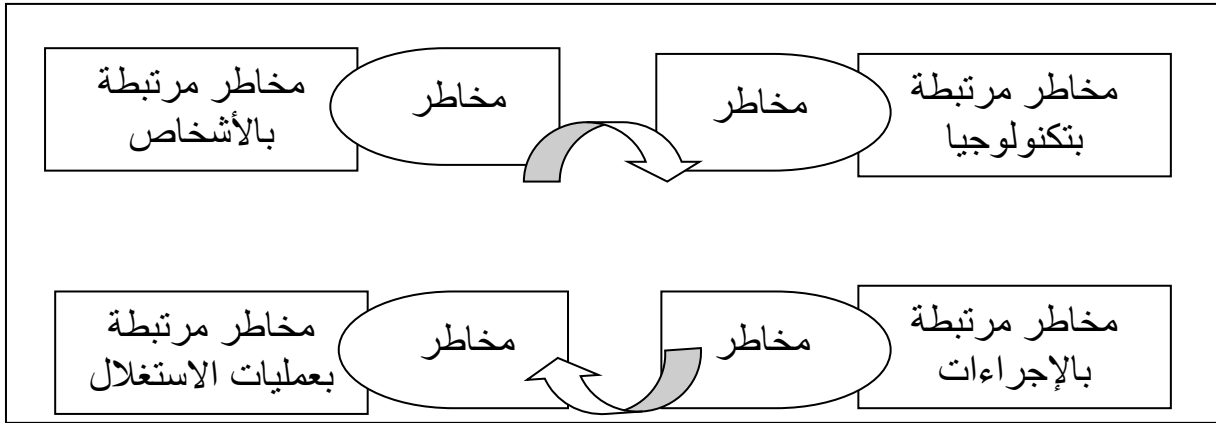 مخاطر مرتبطة
بتكنولوجيا
مخاطر
مخاطر
مخاطر مرتبطة
بالأشخاص
مخاطر مرتبطة
بالإجراءات
مخاطر
مخاطر
مخاطر مرتبطة
بعمليات الاستغلال